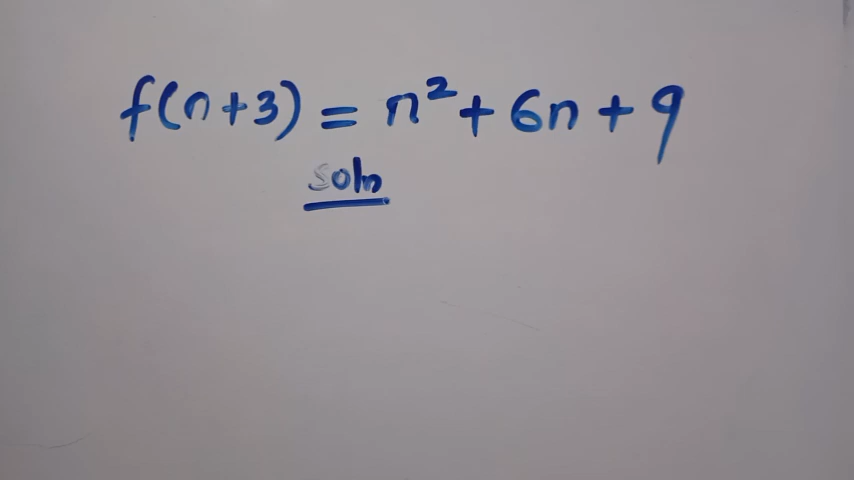 f(n+3) = n² + 6n + 9
soln